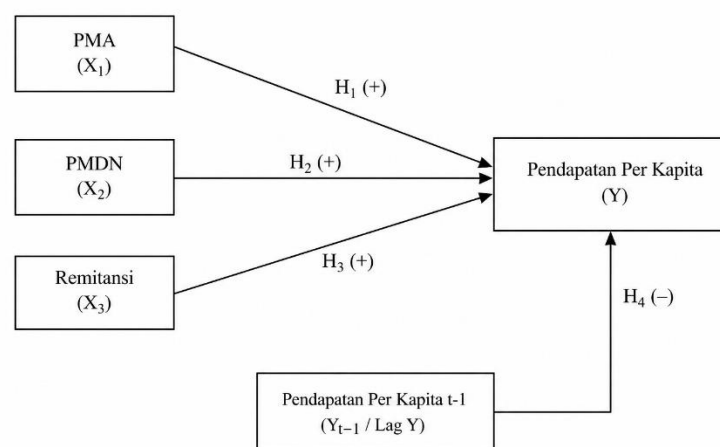 PMA
(X₁)
H₁ (+)
PMDN
(X₂)
H₂ (+)
Pendapatan Per Kapita
(Y)
Remitansi
(X₃)
H₃ (+)
H₄ (–)
Pendapatan Per Kapita t-1
(Yₜ₋₁ / Lag Y)